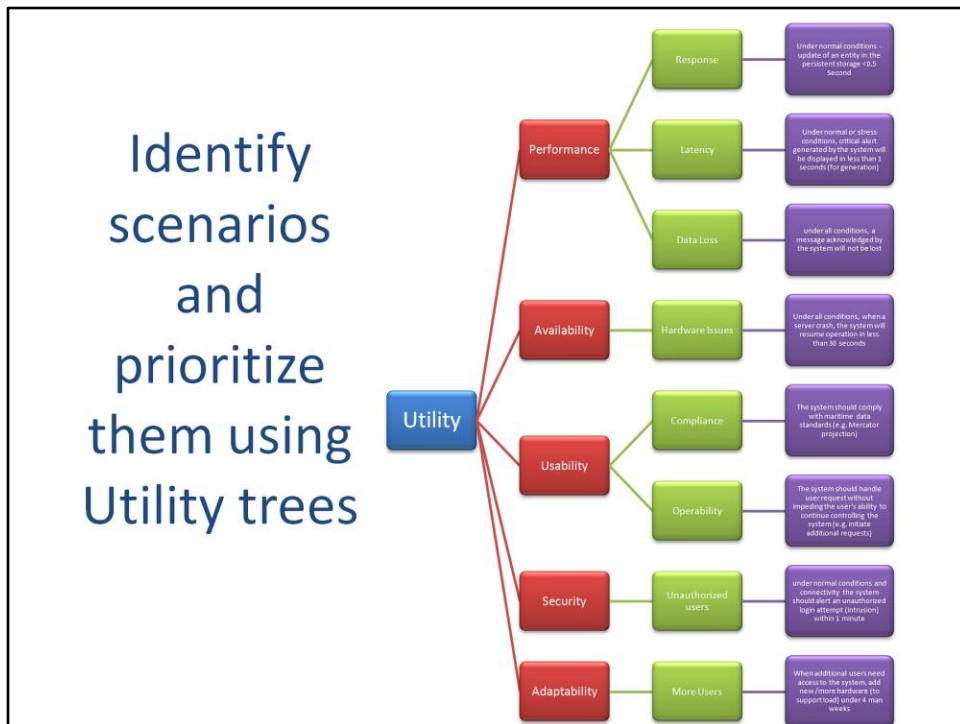 Identify
scenarios
and
prioritize
them using
Utility trees
Utility
Performance
Response
Under normal conditions -
update of an entity in the
persistent storage <0.5
Second
Latency
Under normal or stress
conditions, critical alert
generated by the system will
be displayed in less than 1
seconds (for generation)
Data Loss
under all conditions, a
message acknowledged by
the system will not be lost
Availability
Hardware Issues
Under all conditions, when a
server crash, the system will
resume operation in less
than 30 seconds
Usability
Compliance
The system should comply
with maritime data
standards (e.g. Mercator
projection)
Operability
The system should handle
user request without
impeding the user's ability to
continue controlling the
system (e.g. initiate
additional requests)
Security
Unauthorized
users
under normal conditions and
connectivity the system
should alert an unauthorized
login attempt (intrusion)
within 1 minute
Adaptability
More Users
When additional users need
access to the system, add
new /more hardware (to
support load) under 4 man
weeks